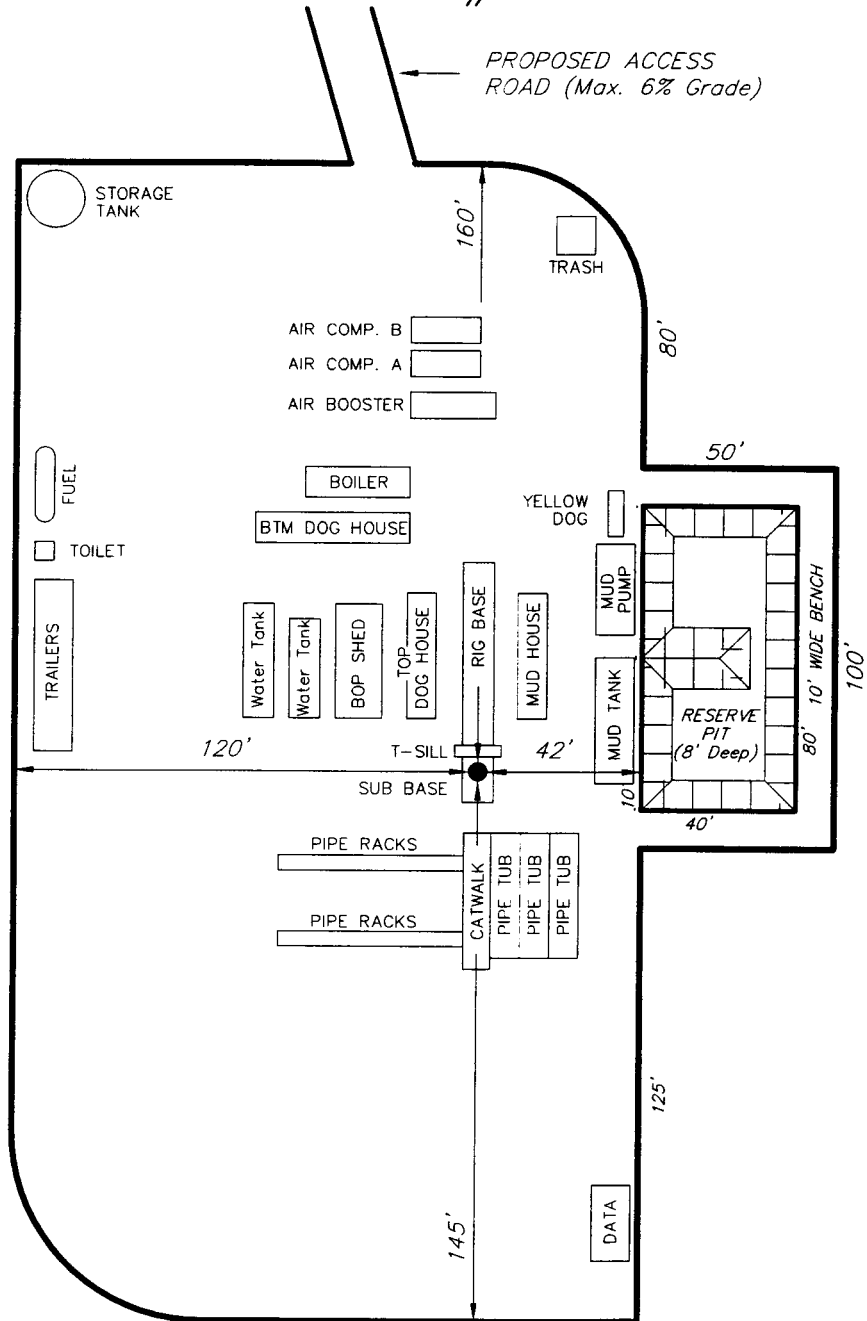 PROPOSED ACCESS
ROAD (Max. 6% Grade)
STORAGE
TANK
160'
TRASH
AIR COMP. B
AIR COMP. A
AIR BOOSTER
80'
50'
FUEL
BOILER
YELLOW
DOG
BTM DOG HOUSE
TOILET
MUD
PUMP
TRAILERS
Water Tank
Water Tank
BOP SHED
TOP
DOG HOUSE
RIG BASE
MUD HOUSE
MUD TANK
RESERVE
PIT
(8' Deep)
80'
10' WIDE BENCH
100'
120'
T-SILL
42'
SUB BASE
10'
40'
PIPE RACKS
PIPE RACKS
CATWALK
PIPE TUB
PIPE TUB
PIPE TUB
125'
145'
DATA